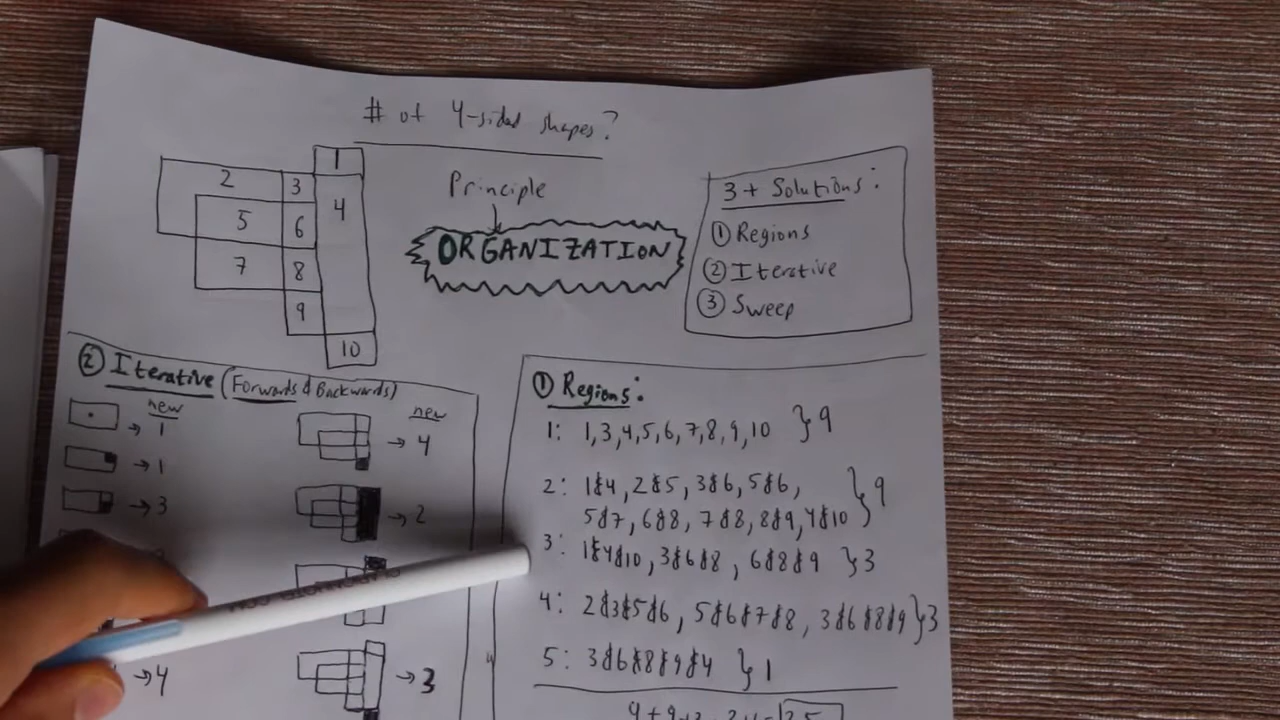 # of 4-sided shapes?
1
2
3
4
5
6
7
8
9
10
Principle
ORGANIZATION
3+ Solutions:
① Regions
② Iterative
③ Sweep
② Iterative (Forwards & Backwards)
new
→ 1
→ 1
→ 3
→ 4
new
→ 4
→ 2
→ 3
① Regions:
1: 1,3,4,5,6,7,8,9,10 } 9
2: 1&4, 2&5, 3&6, 5&6,
5&7, 6&8, 7&8, 8&9, 4&10 } 9
3: 1&4&10, 3&6&8, 6&8&9 } 3
4: 2&3&5&6, 5&6&7&8, 3&6&8&9 } 3
5: 3&6&8&9&4 } 1